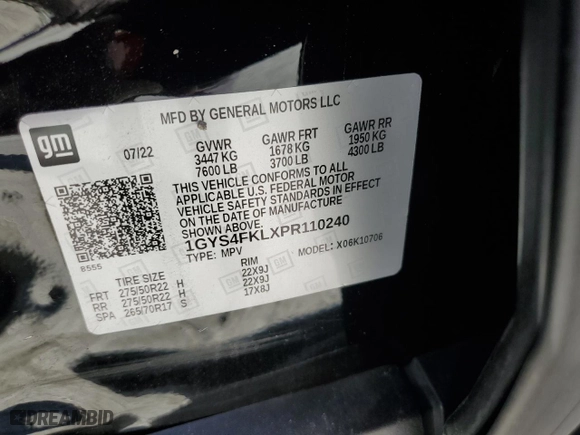 MFD BY GENERAL MOTORS LLC
gm
07/22
GVWR GAWR FRT GAWR RR
3447 KG 1678 KG 1950 KG
7600 LB 3700 LB 4300 LB
THIS VEHICLE CONFORMS TO ALL
APPLICABLE U.S. FEDERAL MOTOR
VEHICLE SAFETY STANDARDS IN EFFECT
ON THE DATE OF MANUFACTURE
SHOWN ABOVE.
1GYS4FKLXPR110240
TYPE: MPV MODEL: X06K10706
8555
TIRE SIZE RIM
FRT 275/50R22 H 22X9J
RR 275/50R22 H 22X9J
SPA 265/70R17 S 17X8J
DREAMBID